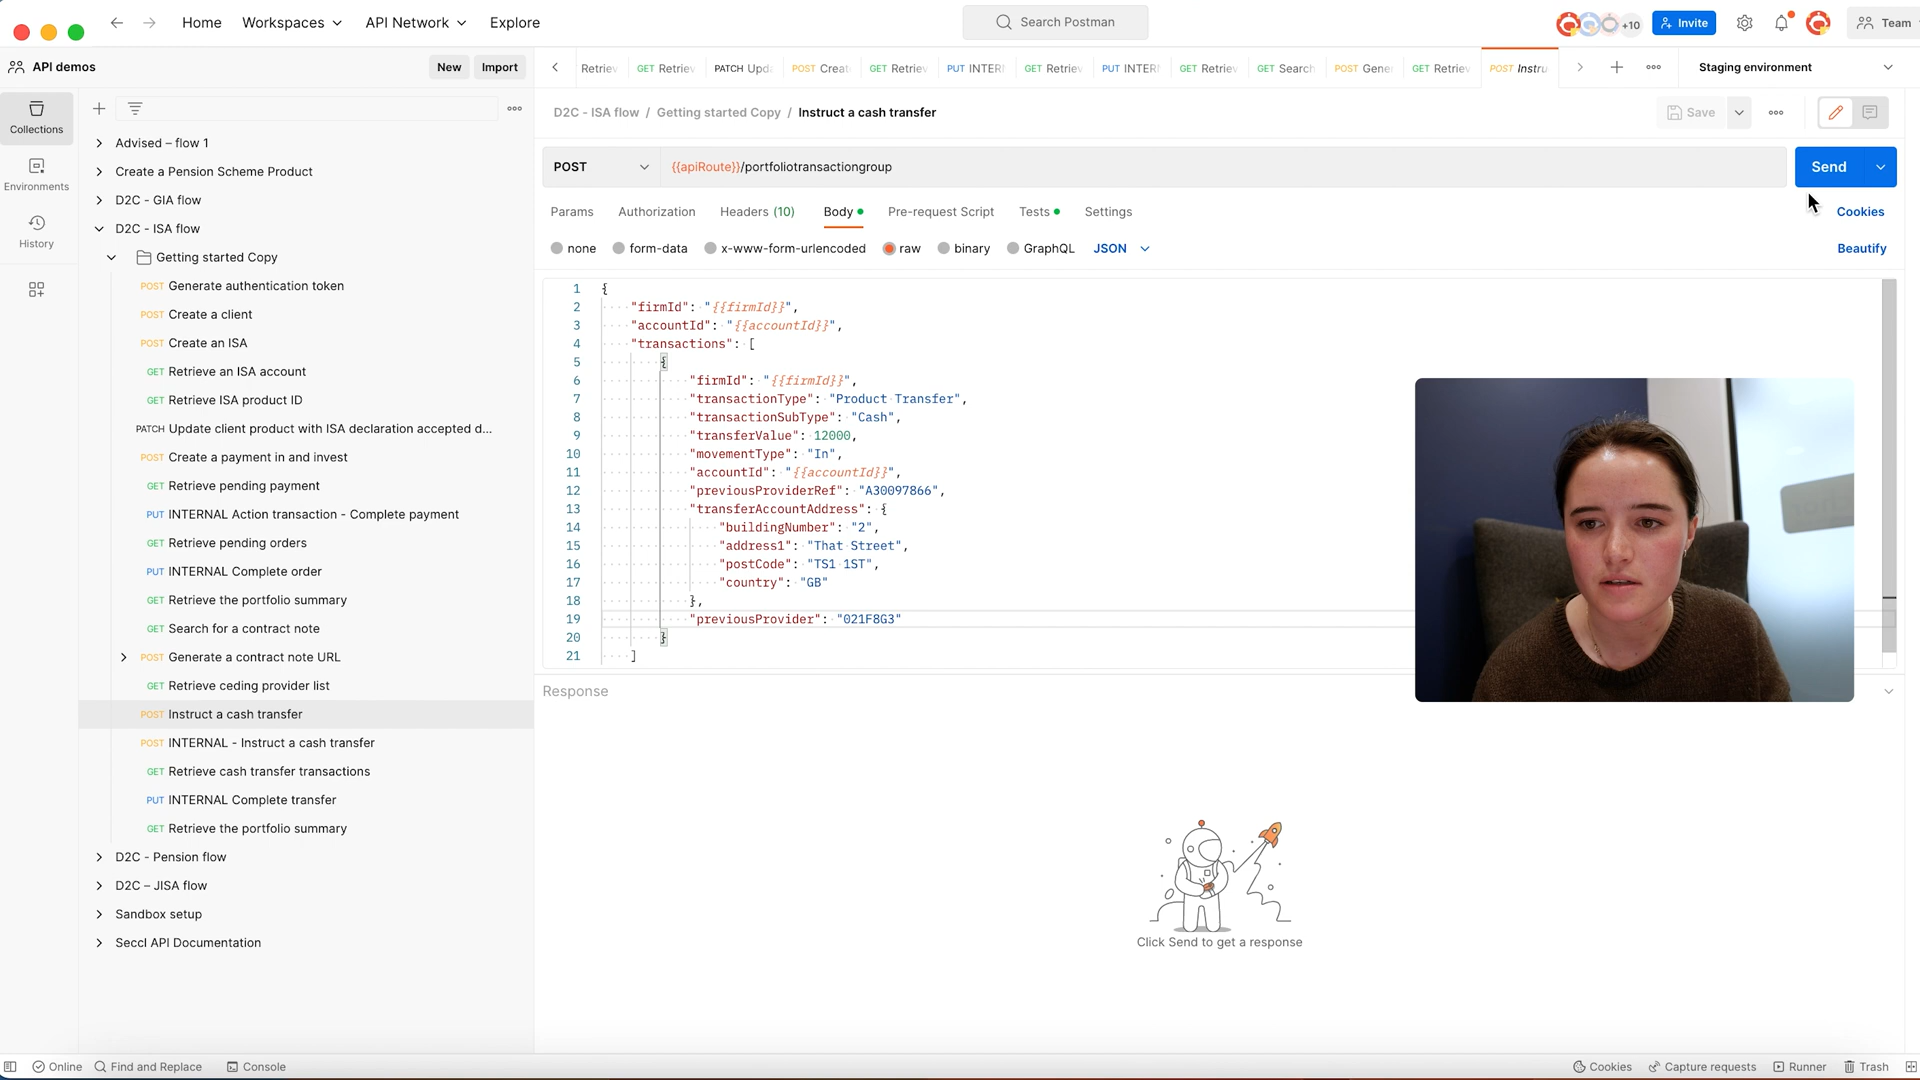 Home
Workspaces
API Network
Explore
Search Postman
+10
Invite
Team
API demos
New
Import
Retriev
GET Retriev
PATCH Upd
POST Creat
GET Retriev
PUT INTER
GET Retriev
PUT INTER
GET Retriev
GET Search
POST Gene
GET Retriev
POST Instru
Staging environment
Collections
Environments
History
Advised – flow 1
Create a Pension Scheme Product
D2C - GIA flow
D2C - ISA flow
Getting started Copy
POST Generate authentication token
POST Create a client
POST Create an ISA
GET Retrieve an ISA account
GET Retrieve ISA product ID
PATCH Update client product with ISA declaration accepted d...
POST Create a payment in and invest
GET Retrieve pending payment
PUT INTERNAL Action transaction - Complete payment
GET Retrieve pending orders
PUT INTERNAL Complete order
GET Retrieve the portfolio summary
GET Search for a contract note
POST Generate a contract note URL
GET Retrieve ceding provider list
POST Instruct a cash transfer
POST INTERNAL - Instruct a cash transfer
GET Retrieve cash transfer transactions
PUT INTERNAL Complete transfer
GET Retrieve the portfolio summary
D2C - Pension flow
D2C – JISA flow
Sandbox setup
Seccl API Documentation
D2C - ISA flow / Getting started Copy / Instruct a cash transfer
Save
POST
{{apiRoute}}/portfoliotransactiongroup
Send
Params
Authorization
Headers (10)
Body
Pre-request Script
Tests
Settings
Cookies
none
form-data
x-www-form-urlencoded
raw
binary
GraphQL
JSON
Beautify
1 {
2 "firmId": "{{firmId}}",
3 "accountId": "{{accountId}}",
4 "transactions": [
5 {
6 "firmId": "{{firmId}}",
7 "transactionType": "Product Transfer",
8 "transactionSubType": "Cash",
9 "transferValue": 12000,
10 "movementType": "In",
11 "accountId": "{{accountId}}",
12 "previousProviderRef": "A30097866",
13 "transferAccountAddress": {
14 "buildingNumber": "2",
15 "address1": "That Street",
16 "postCode": "TS1 1ST",
17 "country": "GB"
18 },
19 "previousProvider": "021F8G3"
20 }
21 ]
Response
Click Send to get a response
Online
Find and Replace
Console
Cookies
Capture requests
Runner
Trash